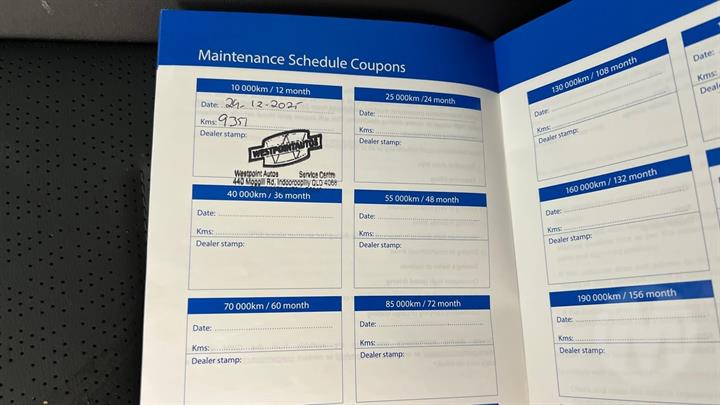 Maintenance Schedule Coupons
10 000km / 12 month
Date: 24-12-2025
Kms: 9351
Dealer stamp:
WESTPOINT AUTOS
Westpoint Autos Service Centre
440 Moggill Rd, Indooroopilly QLD 4068
25 000km /24 month
Date:
Kms:
Dealer stamp:
40 000km / 36 month
Date:
Kms:
Dealer stamp:
55 000km / 48 month
Date:
Kms:
Dealer stamp:
70 000km / 60 month
Date:
Kms:
Dealer stamp:
85 000km / 72 month
Date:
Kms:
Dealer stamp:
130 000km / 108 month
Date:
Kms:
Dealer stamp:
160 000km / 132 month
Date:
Kms:
Dealer stamp:
190 000km / 156 month
Date:
Kms:
Dealer stamp:
Date:
Kms: